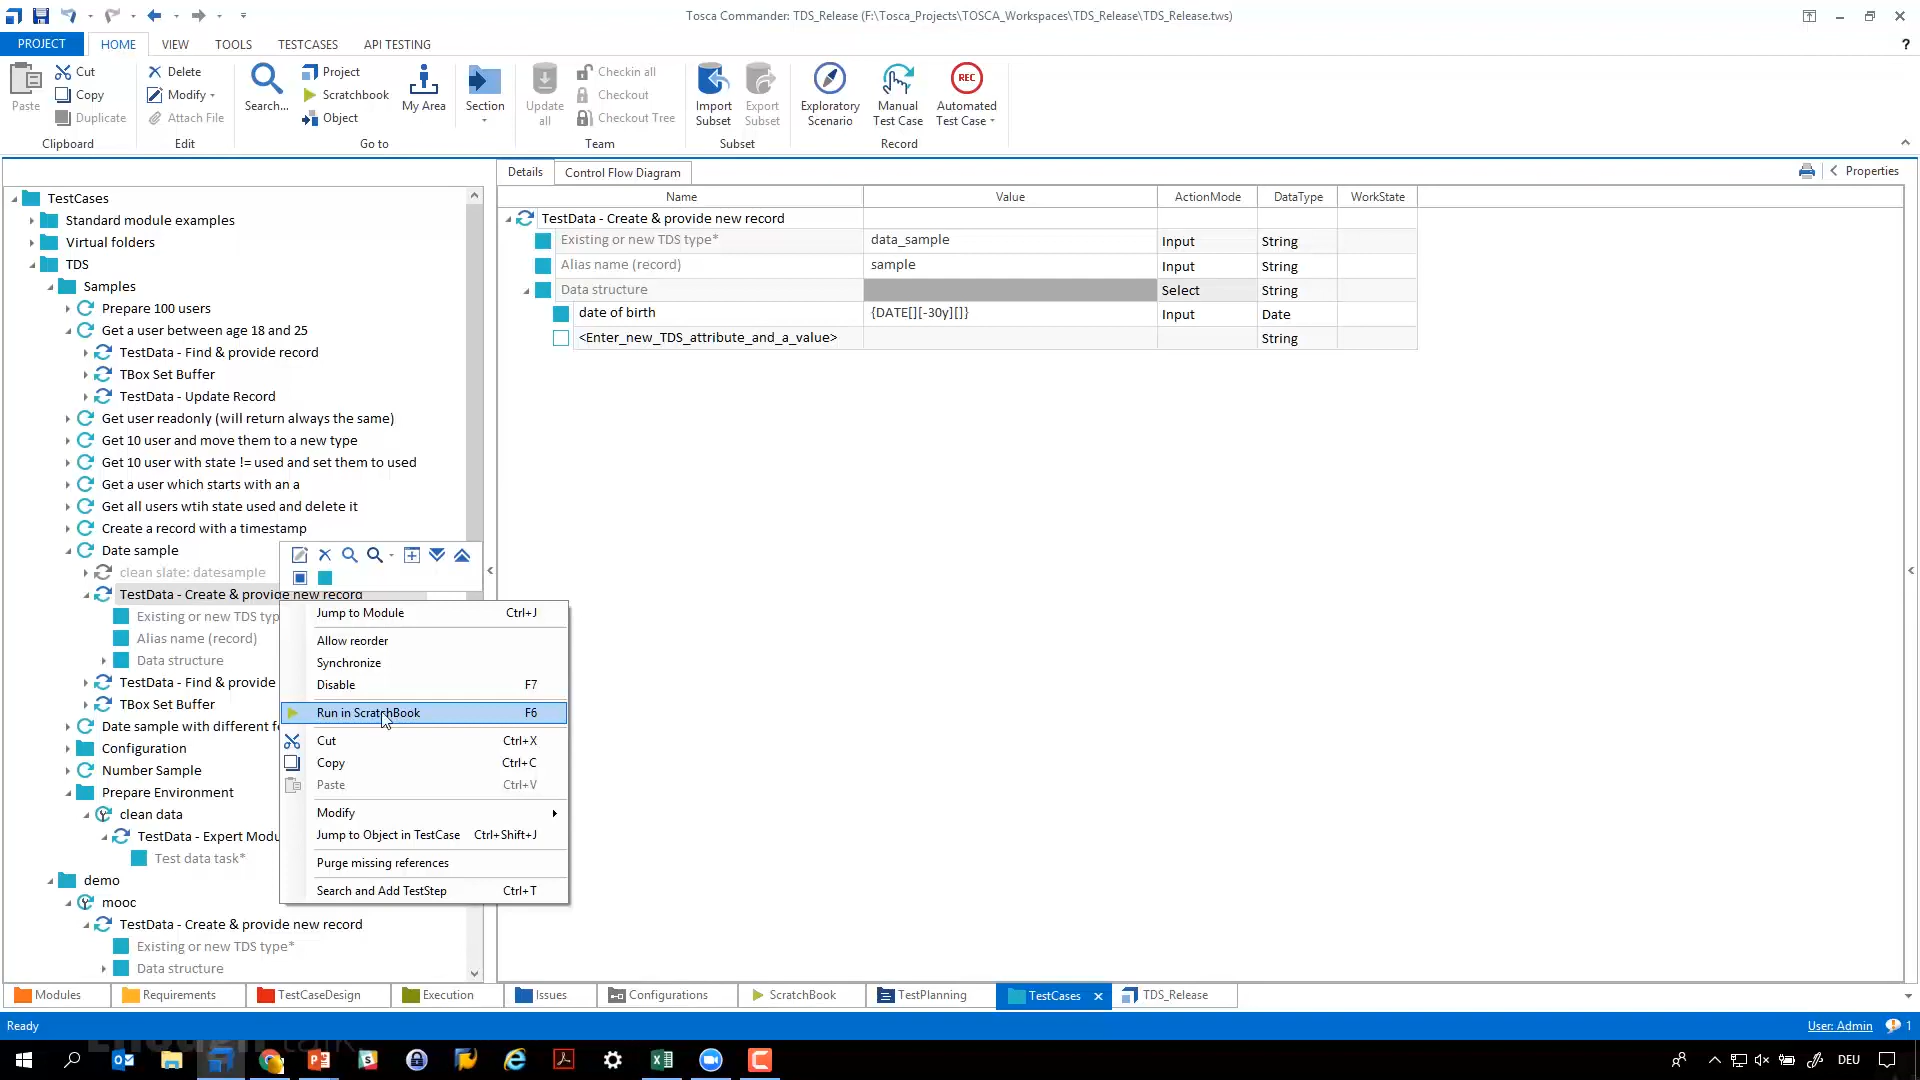 Tosca Commander: TDS_Release (F:\Tosca_Projects\TOSCA_Workspaces\TDS_Release\TDS_Release.tws)
PROJECT HOME VIEW TOOLS TESTCASES API TESTING ?
Paste
Cut
Copy
Duplicate
Clipboard
Delete
Modify
Attach File
Edit
Search...
Project
Scratchbook
Object
My Area
Go to
Section
Update all
Checkin all
Checkout
Checkout Tree
Team
Import Subset
Export Subset
Subset
Exploratory Scenario
Manual Test Case
REC
Automated Test Case
Record
TestCases
Standard module examples
Virtual folders
TDS
Samples
Prepare 100 users
Get a user between age 18 and 25
TestData - Find & provide record
TBox Set Buffer
TestData - Update Record
Get user readonly (will return always the same)
Get 10 user and move them to a new type
Get 10 user with state != used and set them to used
Get a user which starts with an a
Get all users wtih state used and delete it
Create a record with a timestamp
Date sample
clean slate: datesample
TestData - Create & provide new record
Existing or new TDS typ
Alias name (record)
Data structure
TestData - Find & provide
TBox Set Buffer
Date sample with different f
Configuration
Number Sample
Prepare Environment
clean data
TestData - Expert Modu
Test data task*
demo
mooc
TestData - Create & provide new record
Existing or new TDS type*
Data structure
Jump to Module Ctrl+J
Allow reorder
Synchronize
Disable F7
Run in ScratchBook F6
Cut Ctrl+X
Copy Ctrl+C
Paste Ctrl+V
Modify
Jump to Object in TestCase Ctrl+Shift+J
Purge missing references
Search and Add TestStep Ctrl+T
Details Control Flow Diagram Properties
Name Value ActionMode DataType WorkState
TestData - Create & provide new record
Existing or new TDS type* data_sample Input String
Alias name (record) sample Input String
Data structure Select String
date of birth {DATE[][-30y][]} Input Date
<Enter_new_TDS_attribute_and_a_value> String
Modules Requirements TestCaseDesign Execution Issues Configurations ScratchBook TestPlanning TestCases TDS_Release
Ready User: Admin 1
DEU